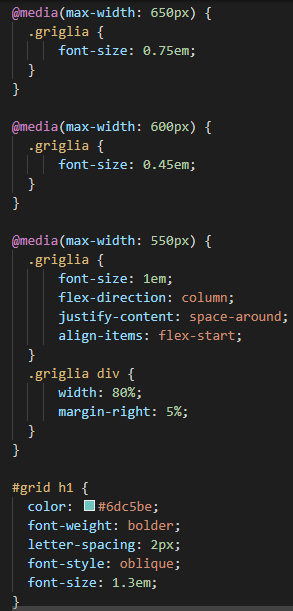 @media(max-width: 650px) {
  .griglia {
      font-size: 0.75em;
  }
}

@media(max-width: 600px) {
  .griglia {
      font-size: 0.45em;
  }
}

@media(max-width: 550px) {
  .griglia {
      font-size: 1em;
      flex-direction: column;
      justify-content: space-around;
      align-items: flex-start;
  }
  .griglia div {
      width: 80%;
      margin-right: 5%;
  }
}

#grid h1 {
  color: #6dc5be;
  font-weight: bolder;
  letter-spacing: 2px;
  font-style: oblique;
  font-size: 1.3em;
}